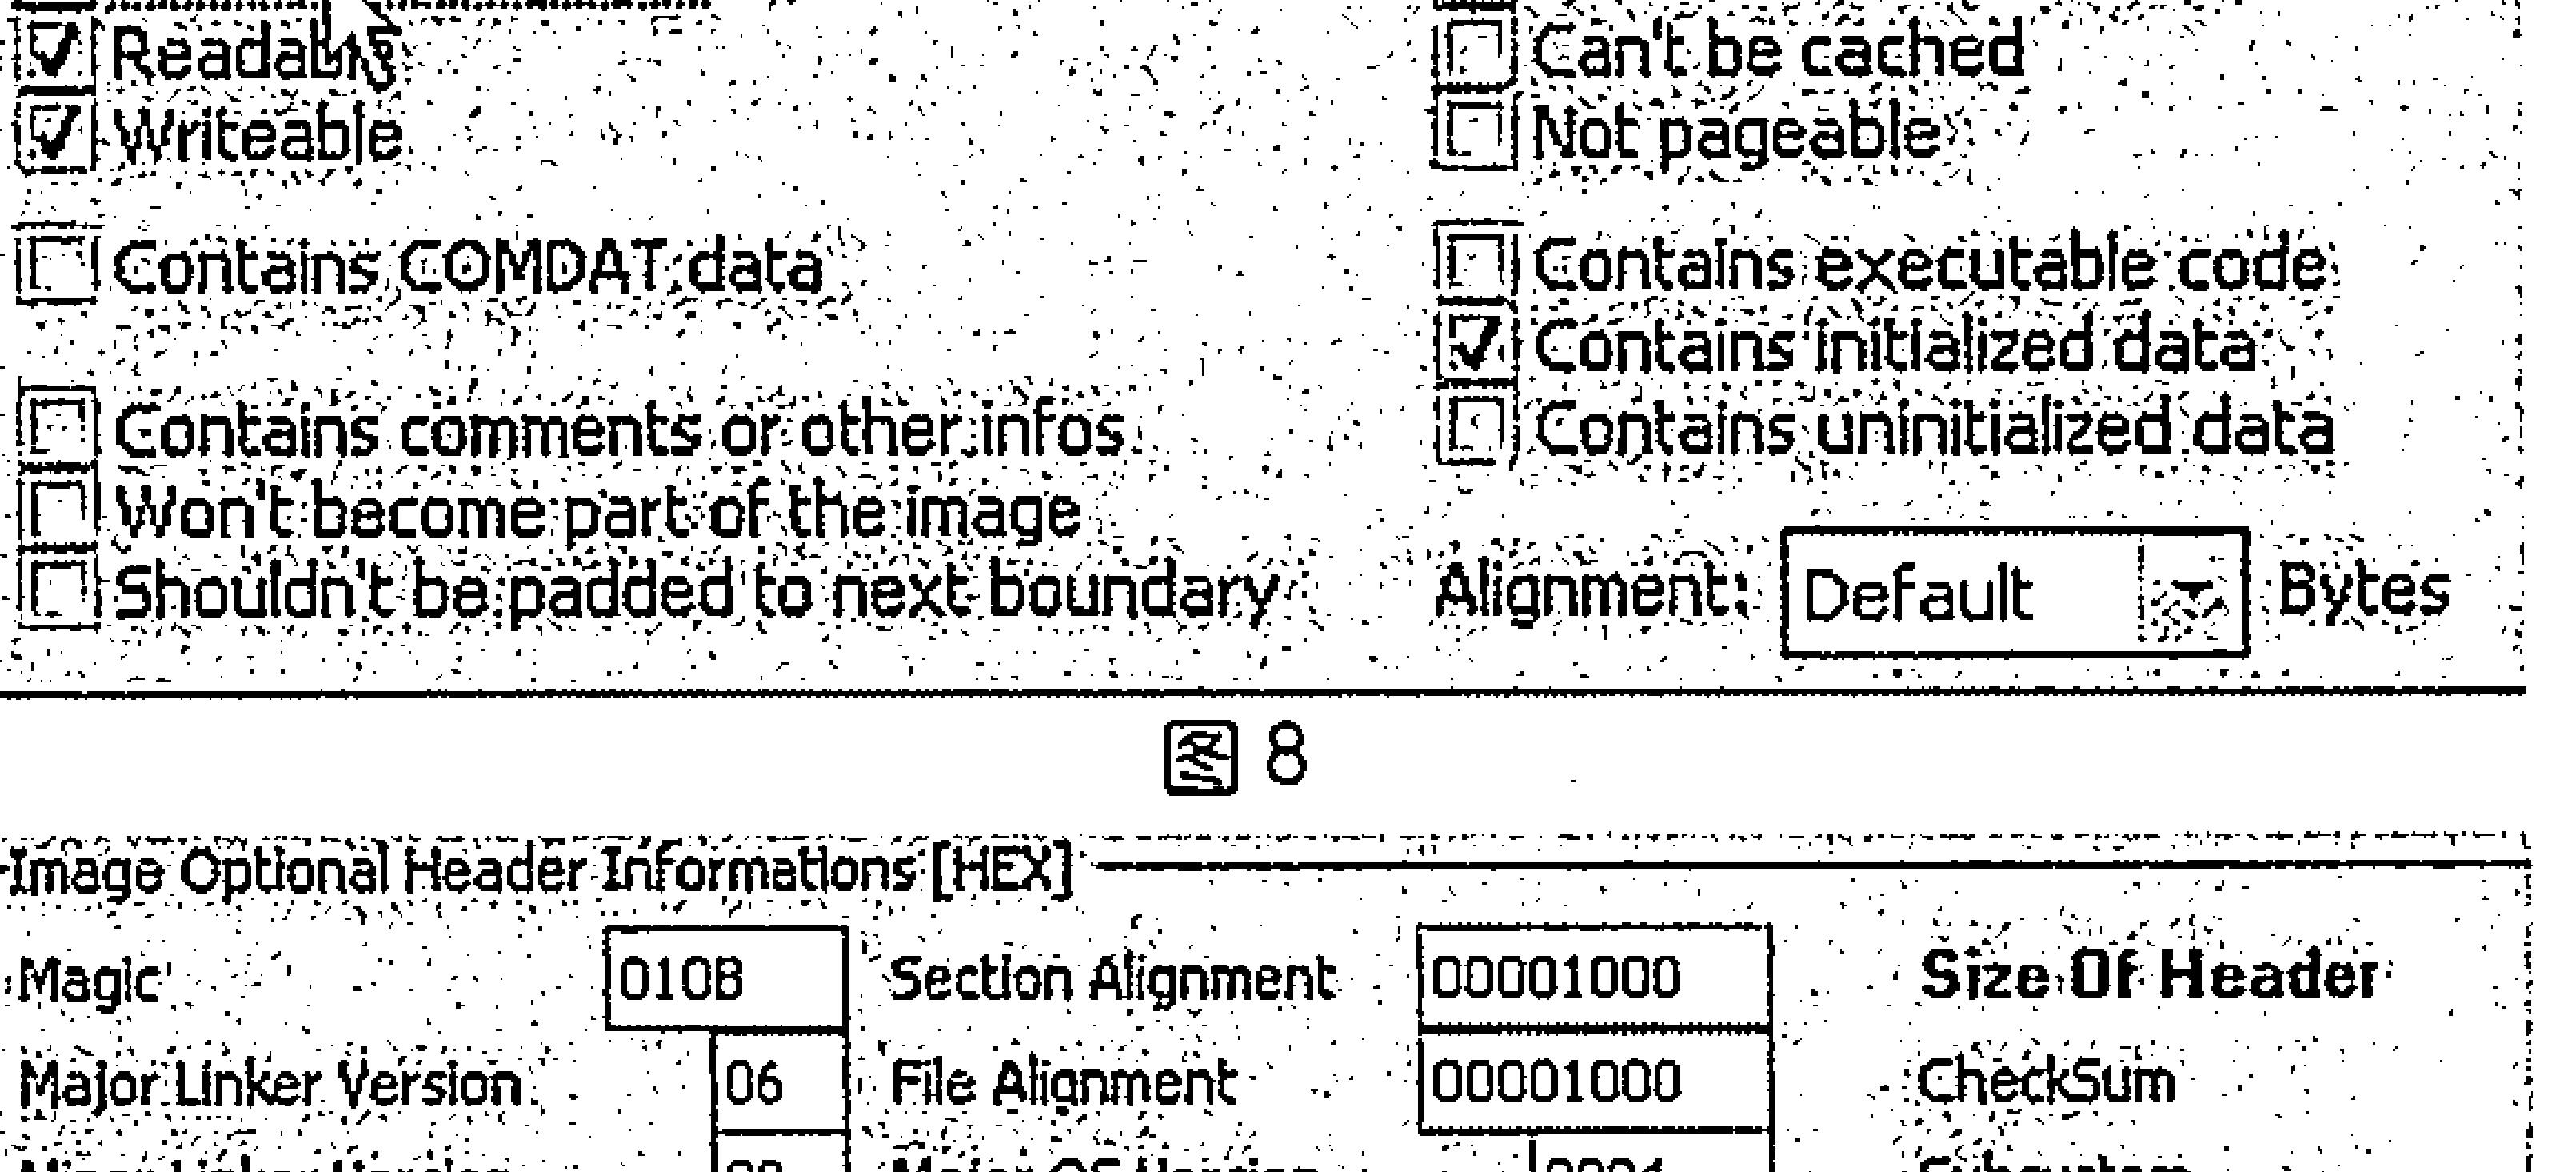 Readable
Can't be cached
Writeable
Not pageable
Contains COMDAT data
Contains executable code
Contains initialized data
Contains comments or other infos
Contains uninitialized data
Won't become part of the image
Shouldn't be padded to next boundary
Alignment: Default Bytes
图 8
Image Optional Header Informations [HEX]
Magic 010B Section Alignment 00001000 Size Of Header
Major Linker Version 06 File Alignment 00001000 CheckSum